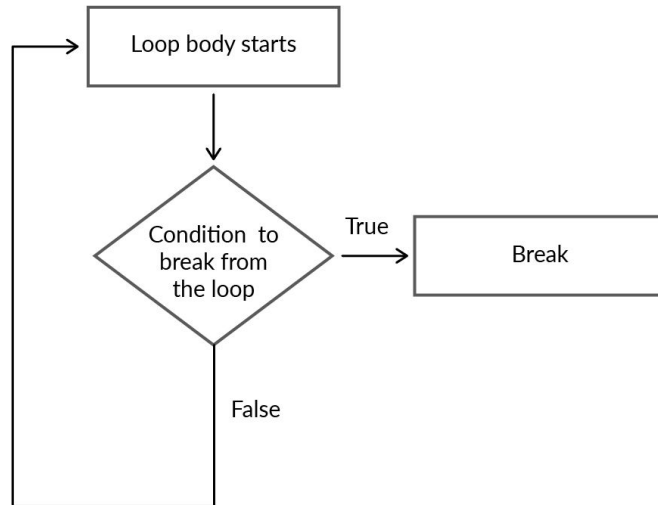 Loop body starts
Condition to
break from
the loop
True
Break
False